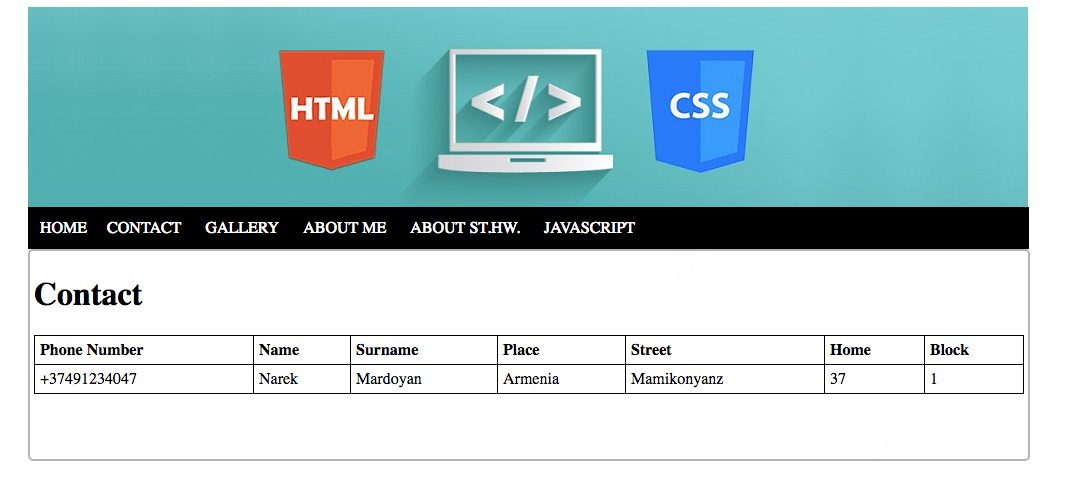 HTML </> CSS
HOME CONTACT GALLERY ABOUT ME ABOUT ST.HW. JAVASCRIPT
Contact
Phone Number Name Surname Place Street Home Block
+37491234047 Narek Mardoyan Armenia Mamikonyanz 37 1